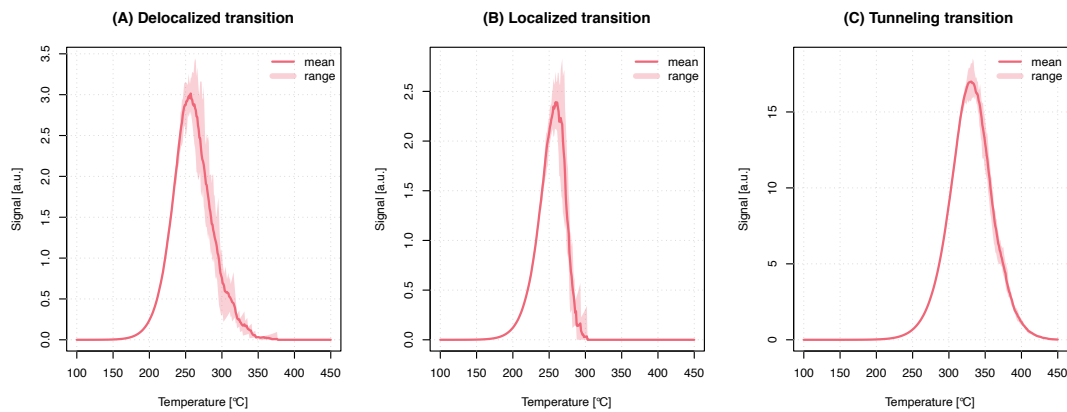 (A) Delocalized transition
mean
range
Signal [a.u.]
0.0 0.5 1.0 1.5 2.0 2.5 3.0 3.5
100 150 200 250 300 350 400 450
Temperature [°C]
(B) Localized transition
mean
range
Signal [a.u.]
0.0 0.5 1.0 1.5 2.0 2.5
100 150 200 250 300 350 400 450
Temperature [°C]
(C) Tunneling transition
mean
range
Signal [a.u.]
0 5 10 15
100 150 200 250 300 350 400 450
Temperature [°C]